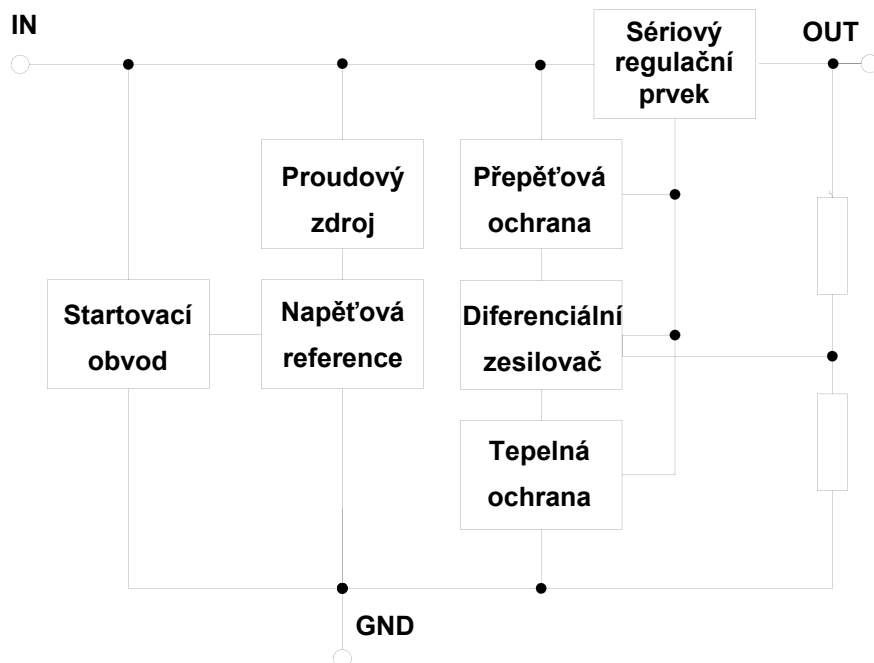 IN
Sériový
regulační
prvek
OUT
Proudový
zdroj
Přepěťová
ochrana
Startovací
obvod
Napěťová
reference
Diferenciální
zesilovač
Tepelná
ochrana
GND